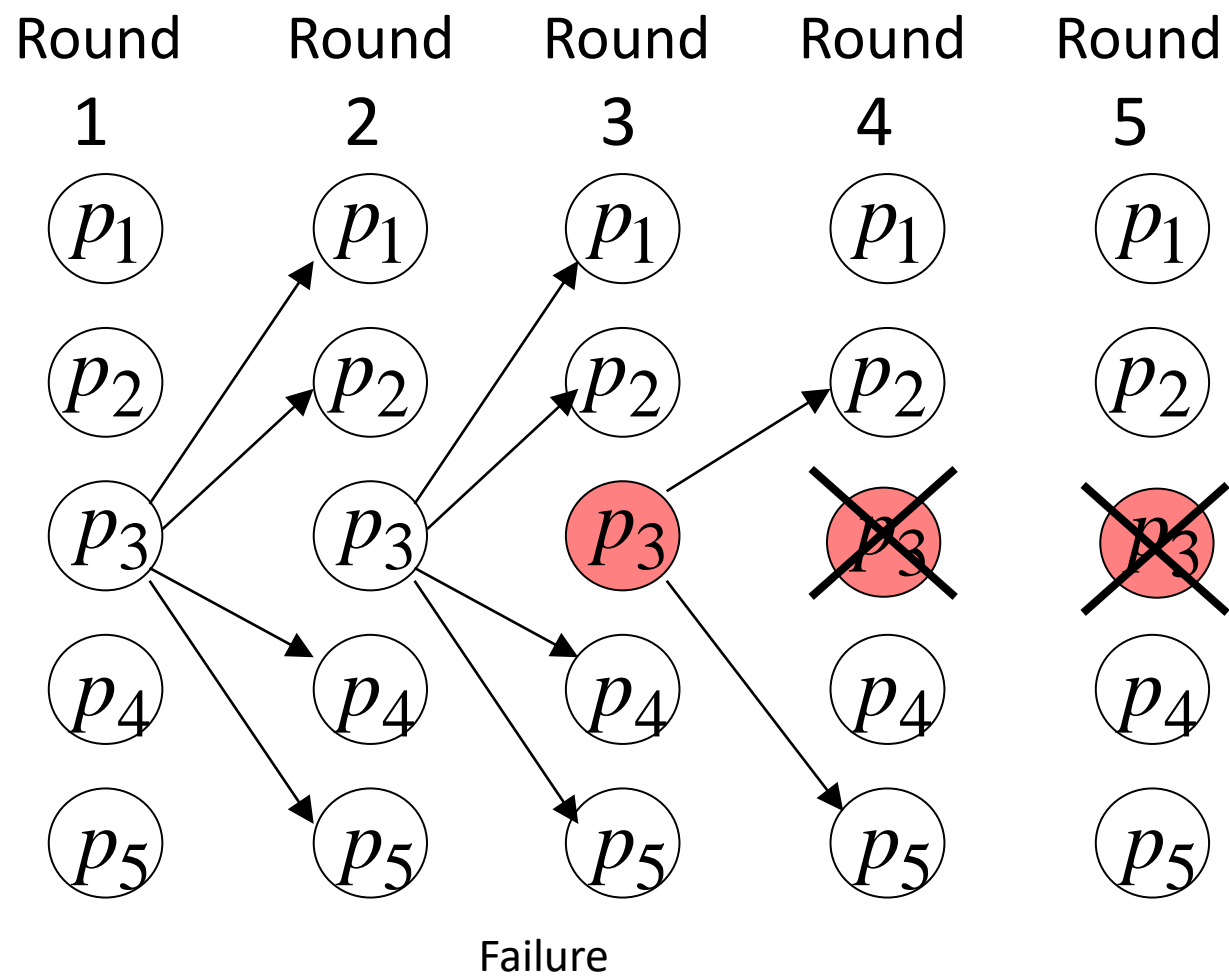 Round Round Round Round Round
1 2 3 4 5
p₁ p₁ p₁ p₁ p₁
p₂ p₂ p₂ p₂ p₂
p₃ p₃ p₃ p₃ p₃
p₄ p₄ p₄ p₄ p₄
p₅ p₅ p₅ p₅ p₅
Failure